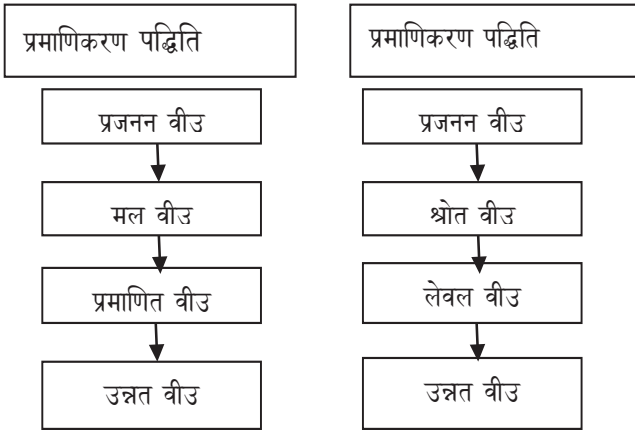 प्रमाणिकरण पद्धिति
प्रजनन वीउ
मल वीउ
प्रमाणित वीउ
उन्नत वीउ
प्रमाणिकरण पद्धिति
प्रजनन वीउ
श्रोत वीउ
लेवल वीउ
उन्नत वीउ